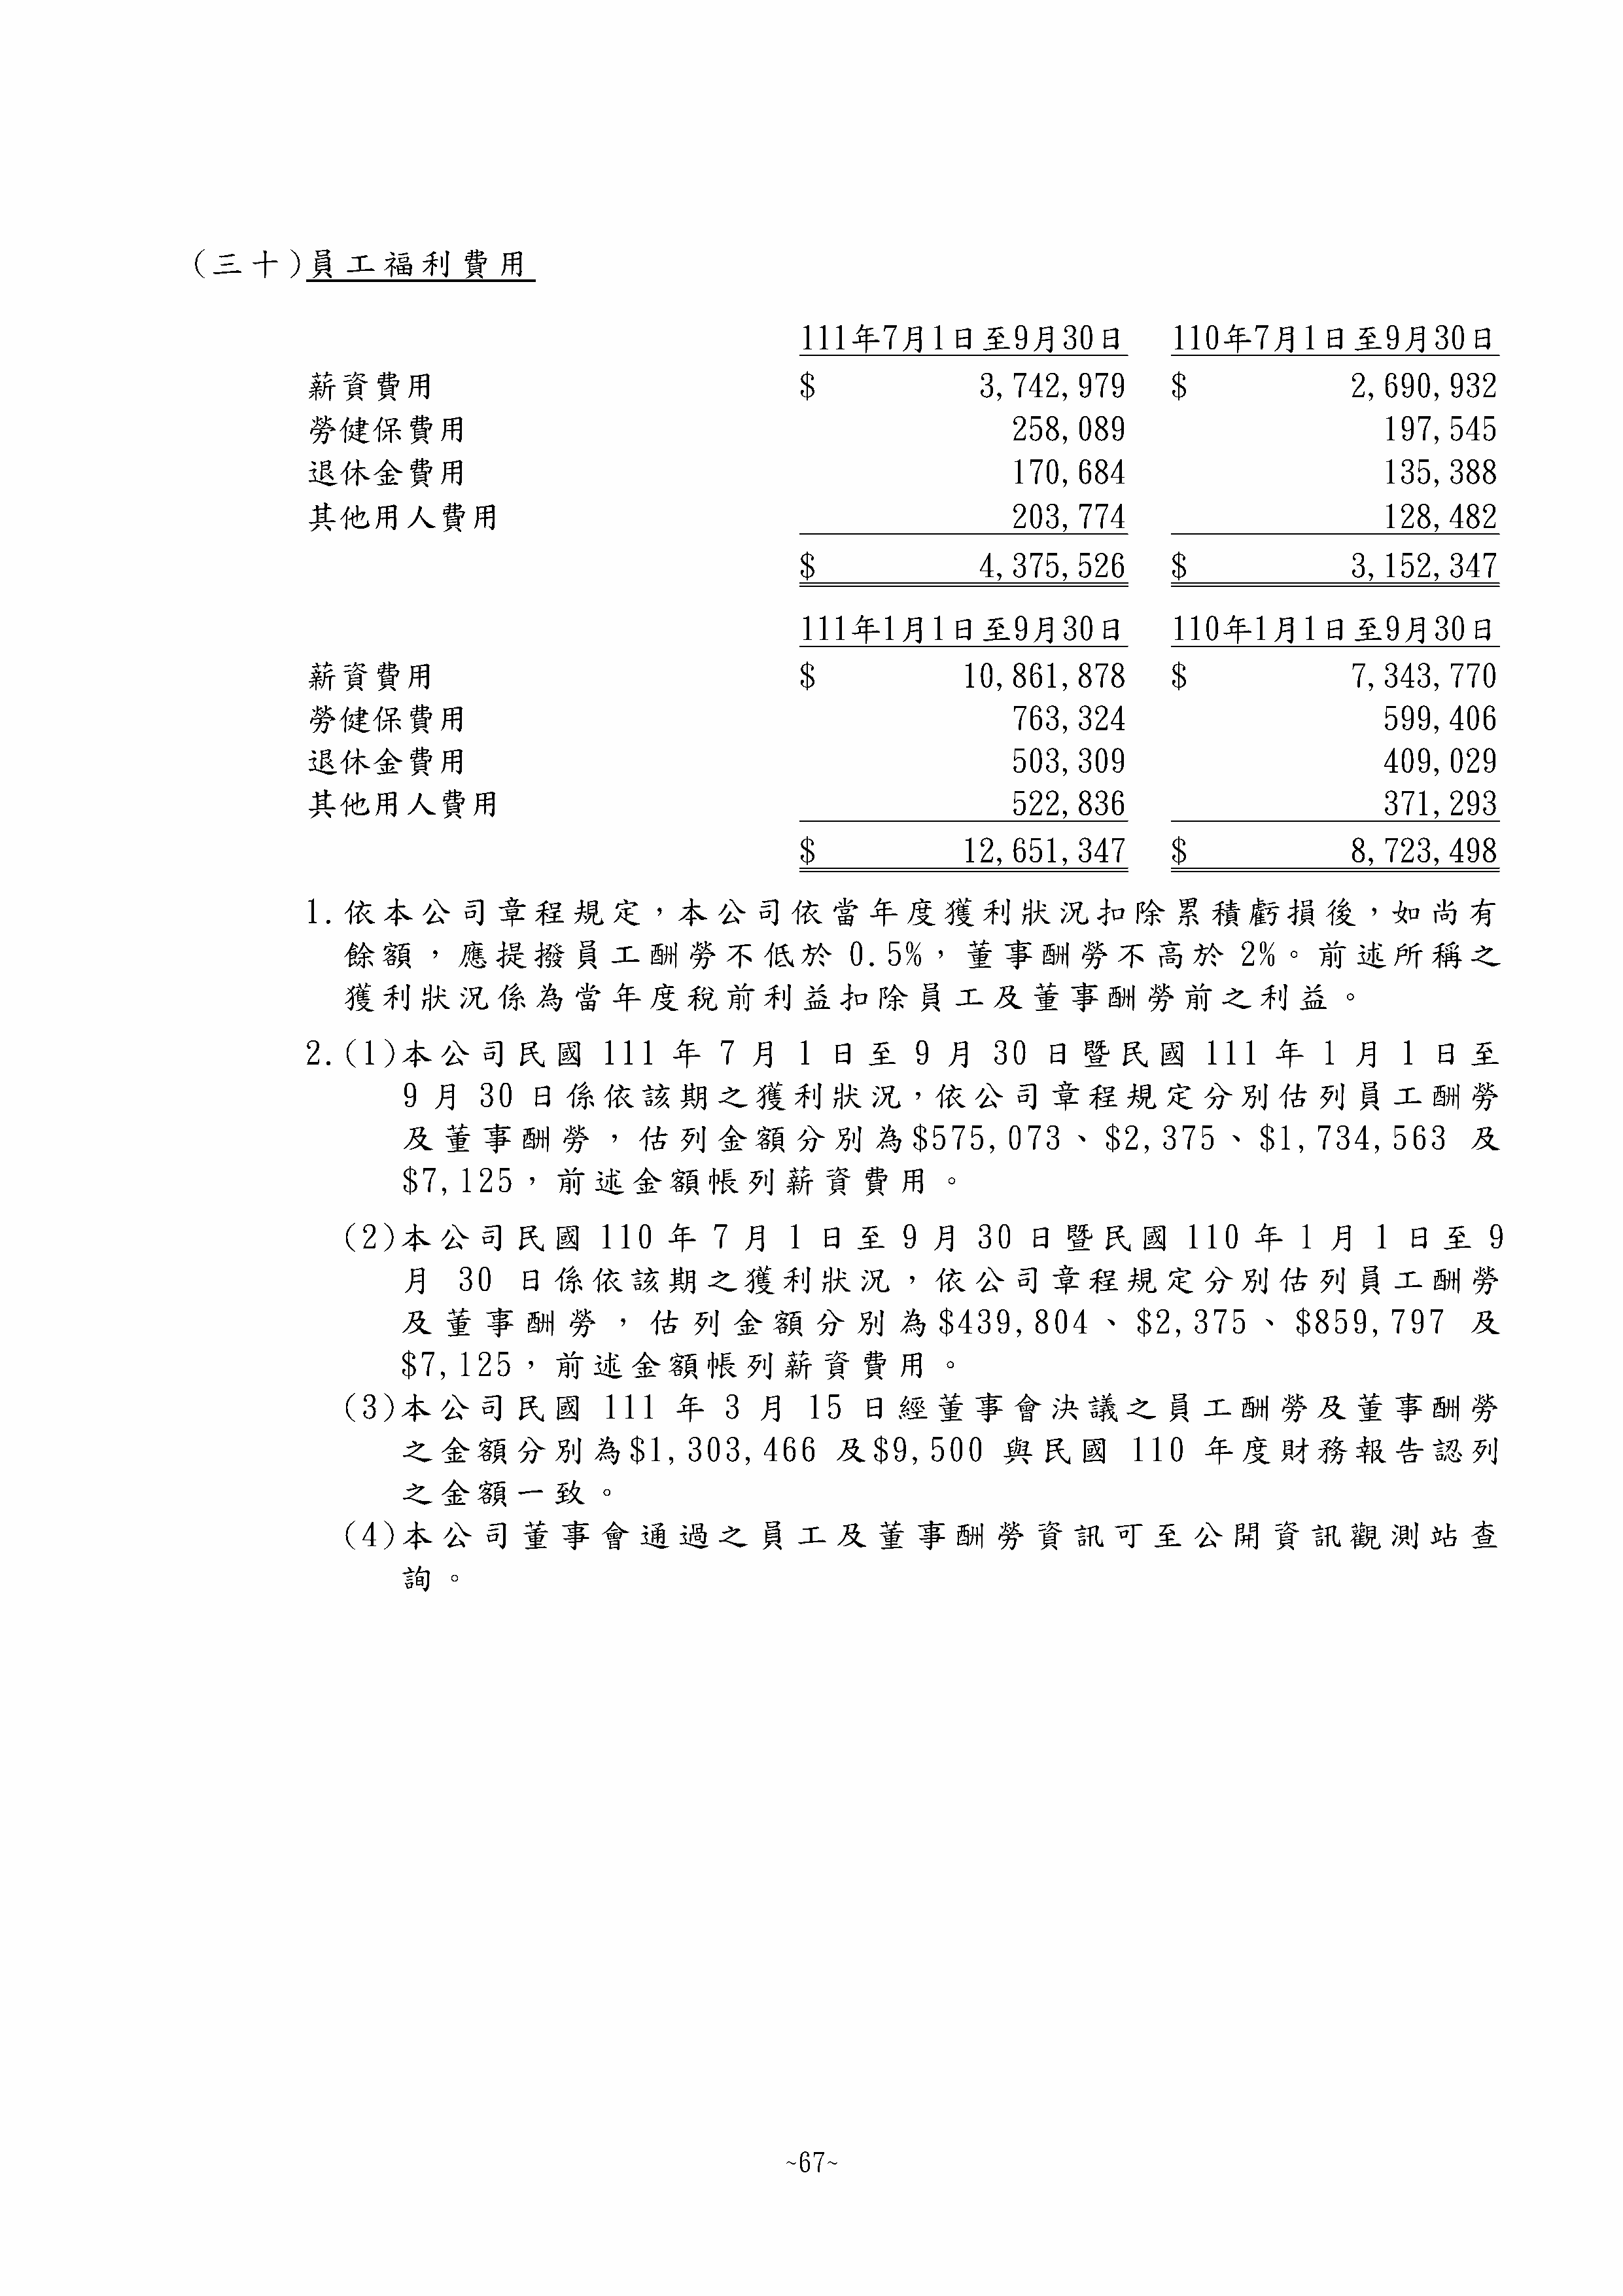 (三十)員工福利費用
111年7月1日至9月30日 110年7月1日至9月30日
薪資費用 $ 3,742,979 $ 2,690,932
勞健保費用 258,089 197,545
退休金費用 170,684 135,388
其他用人費用 203,774 128,482
$ 4,375,526 $ 3,152,347
111年1月1日至9月30日 110年1月1日至9月30日
薪資費用 $ 10,861,878 $ 7,343,770
勞健保費用 763,324 599,406
退休金費用 503,309 409,029
其他用人費用 522,836 371,293
$ 12,651,347 $ 8,723,498
1.依本公司章程規定，本公司依當年度獲利狀況扣除累積虧損後，如尚有
餘額，應提撥員工酬勞不低於 0.5%，董事酬勞不高於 2%。前述所稱之
獲利狀況係為當年度稅前利益扣除員工及董事酬勞前之利益。
2.(1)本公司民國 111 年 7 月 1 日至 9 月 30 日暨民國 111 年 1 月 1 日至
9 月 30 日係依該期之獲利狀況，依公司章程規定分別估列員工酬勞
及董事酬勞，估列金額分別為$575,073、$2,375、$1,734,563 及
$7,125，前述金額帳列薪資費用。
(2)本公司民國 110 年 7 月 1 日至 9 月 30 日暨民國 110 年 1 月 1 日至 9
月 30 日係依該期之獲利狀況，依公司章程規定分別估列員工酬勞
及董事酬勞，估列金額分別為$439,804、$2,375、$859,797 及
$7,125，前述金額帳列薪資費用。
(3)本公司民國 111 年 3 月 15 日經董事會決議之員工酬勞及董事酬勞
之金額分別為$1,303,466 及$9,500 與民國 110 年度財務報告認列
之金額一致。
(4)本公司董事會通過之員工及董事酬勞資訊可至公開資訊觀測站查
詢。
~67~